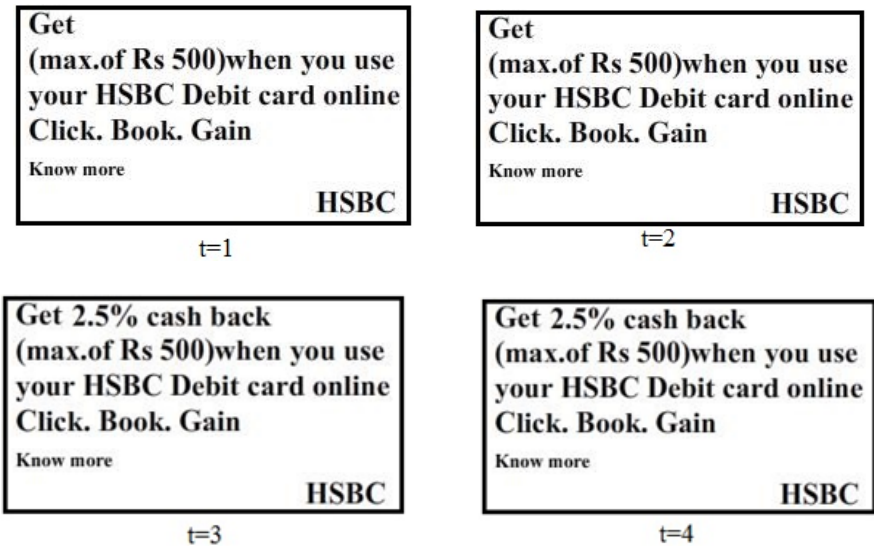 Get
(max.of Rs 500)when you use
your HSBC Debit card online
Click. Book. Gain
Know more
HSBC
t=1
Get
(max.of Rs 500)when you use
your HSBC Debit card online
Click. Book. Gain
Know more
HSBC
t=2
Get 2.5% cash back
(max.of Rs 500)when you use
your HSBC Debit card online
Click. Book. Gain
Know more
HSBC
t=3
Get 2.5% cash back
(max.of Rs 500)when you use
your HSBC Debit card online
Click. Book. Gain
Know more
HSBC
t=4